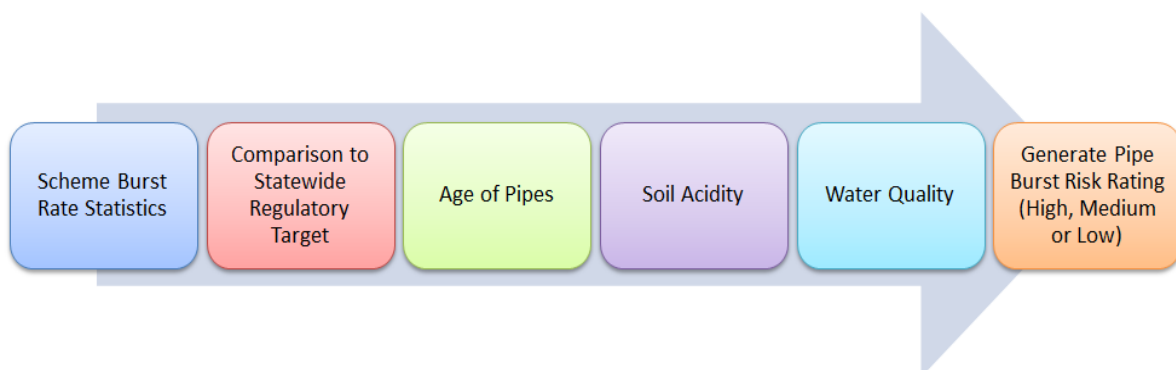 Scheme Burst
Rate Statistics
Comparison to
Statewide
Regulatory
Target
Age of Pipes
Soil Acidity
Water Quality
Generate Pipe
Burst Risk Rating
(High, Medium
or Low)